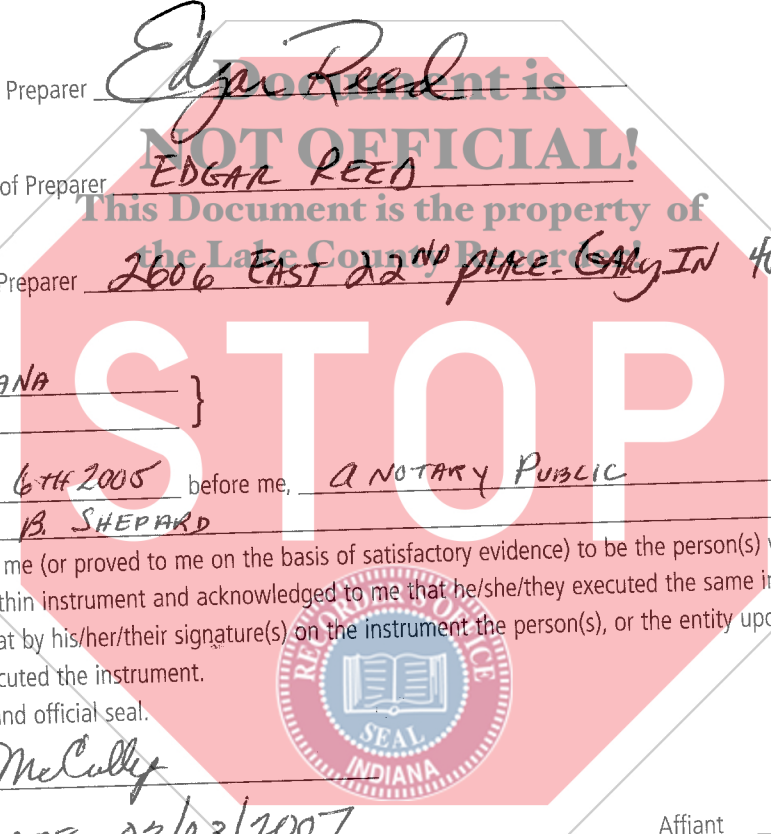 Preparer Edgar Reed
Document is
NOT OFFICIAL!
of Preparer EDGAR REED
This Document is the property of
the Lake County Recorder!
Preparer 2606 EAST 22ND PLACE - GARY, IN
ANA }
STOP
6TH 2005 before me, A NOTARY PUBLIC
B. SHEPARD
me (or proved to me on the basis of satisfactory evidence) to be the person(s)
thin instrument and acknowledged to me that he/she/they executed the same in
at by his/her/their signature(s) on the instrument the person(s), or the entity upo
cuted the instrument.
and official seal.
RECORDER'S OFFICE
SEAL
INDIANA
McCully
2007
Affiant